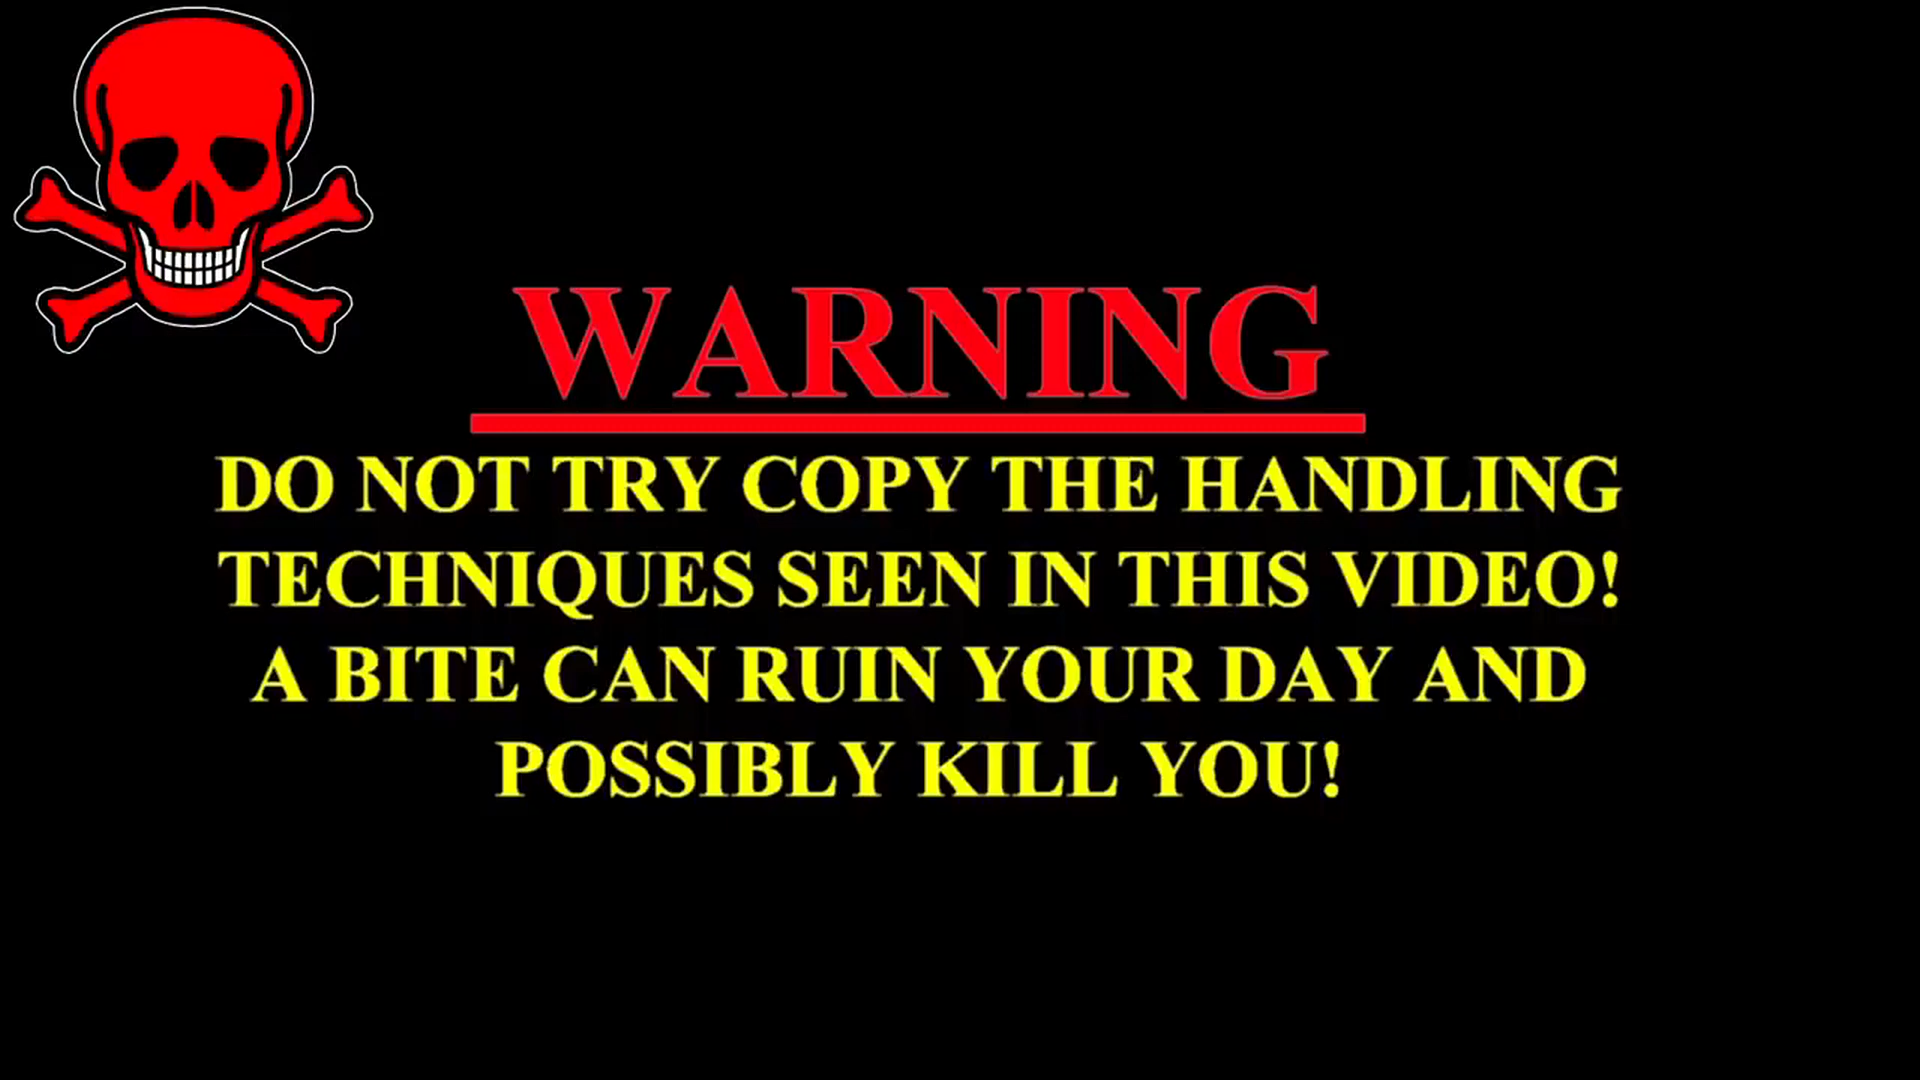 WARNING
DO NOT TRY COPY THE HANDLING
TECHNIQUES SEEN IN THIS VIDEO!
A BITE CAN RUIN YOUR DAY AND
POSSIBLY KILL YOU!